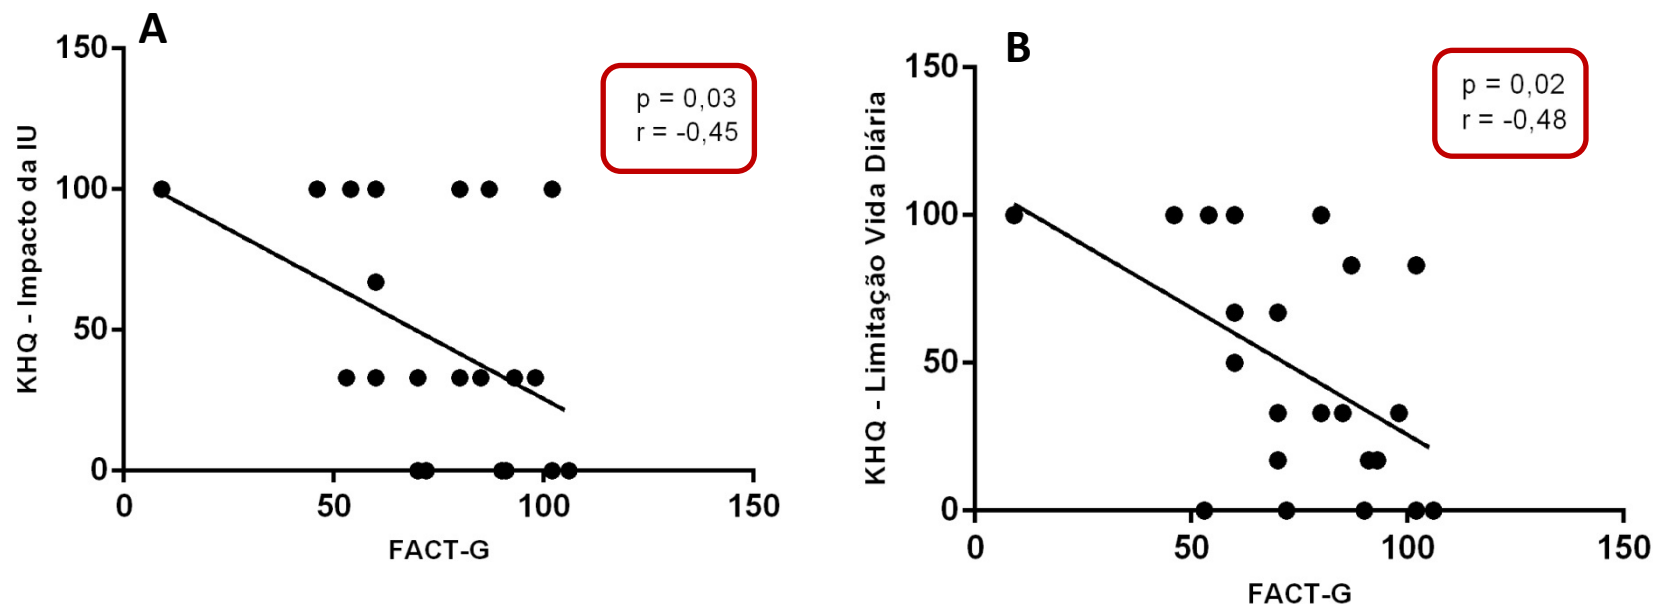 A
150
100
50
0
KHQ - Impacto da IU
p = 0,03
r = -0,45
0 50 100 150
FACT-G
B
150
100
50
0
KHQ - Limitação Vida Diária
p = 0,02
r = -0,48
0 50 100 150
FACT-G